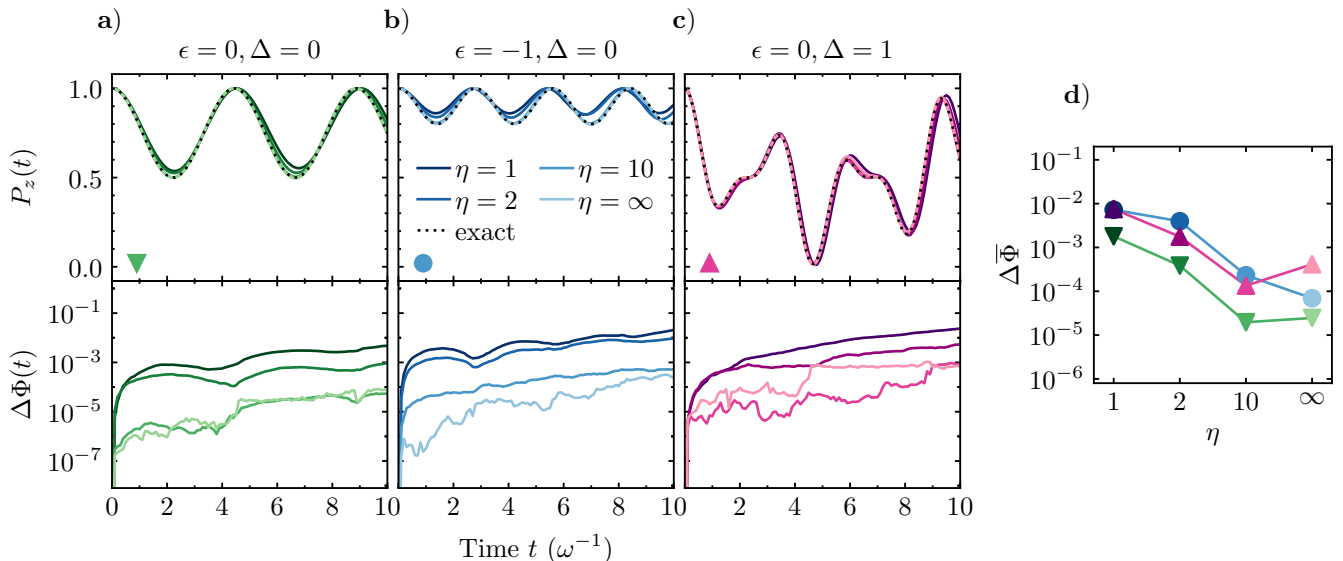 a)
ϵ = 0, Δ = 0
b)
ϵ = −1, Δ = 0
c)
ϵ = 0, Δ = 1
d)
P_z(t)
1.0
0.5
0.0
η = 1
η = 10
η = 2
η = ∞
exact
ΔΦ(t)
10⁻¹
10⁻³
10⁻⁵
10⁻⁷
0 2 4 6 8 10
2 4 6 8 10
2 4 6 8 10
Time t (ω⁻¹)
ΔΦ̅
10⁻¹
10⁻²
10⁻³
10⁻⁴
10⁻⁵
10⁻⁶
1 2 10 ∞
η